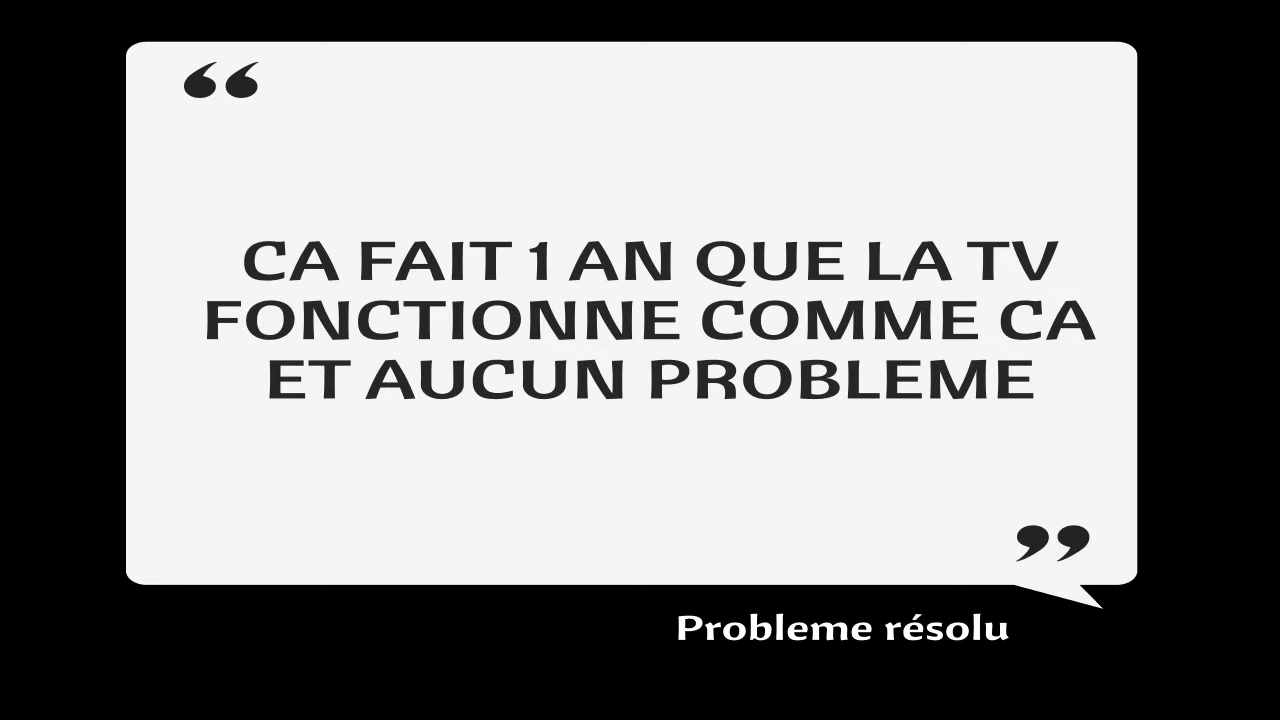 “
CA FAIT 1 AN QUE LA TV
FONCTIONNE COMME CA
ET AUCUN PROBLEME
”
Probleme résolu